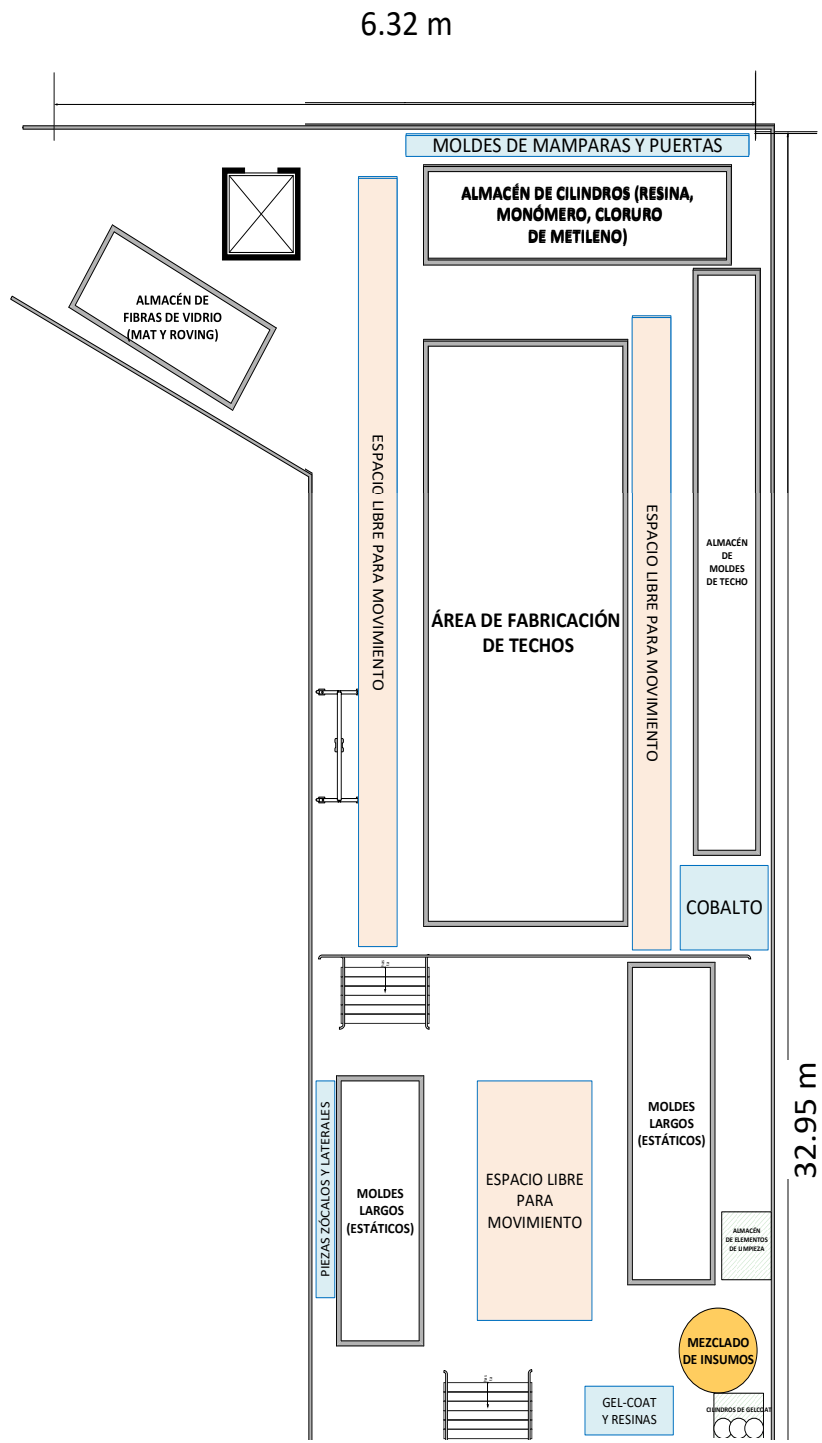 6.32 m
MOLDES DE MAMPARAS Y PUERTAS
ALMACÉN DE CILINDROS (RESINA,
MONÓMERO, CLORURO
DE METILENO)
ALMACÉN DE
FIBRAS DE VIDRIO
(MAT Y ROVING)
ESPACIO LIBRE PARA MOVIMIENTO
ESPACIO LIBRE PARA MOVIMIENTO
ALMACÉN
DE
MOLDES
DE TECHO
ÁREA DE FABRICACIÓN
DE TECHOS
COBALTO
32.95 m
PIEZAS ZÓCALOS Y LATERALES
MOLDES
LARGOS
(ESTÁTICOS)
ESPACIO LIBRE
PARA
MOVIMIENTO
MOLDES
LARGOS
(ESTÁTICOS)
ALMACÉN
DE ELEMENTOS
DE LIMPIEZA
MEZCLADO
DE INSUMOS
GEL-COAT
Y RESINAS
CILINDROS DE GELCOAT